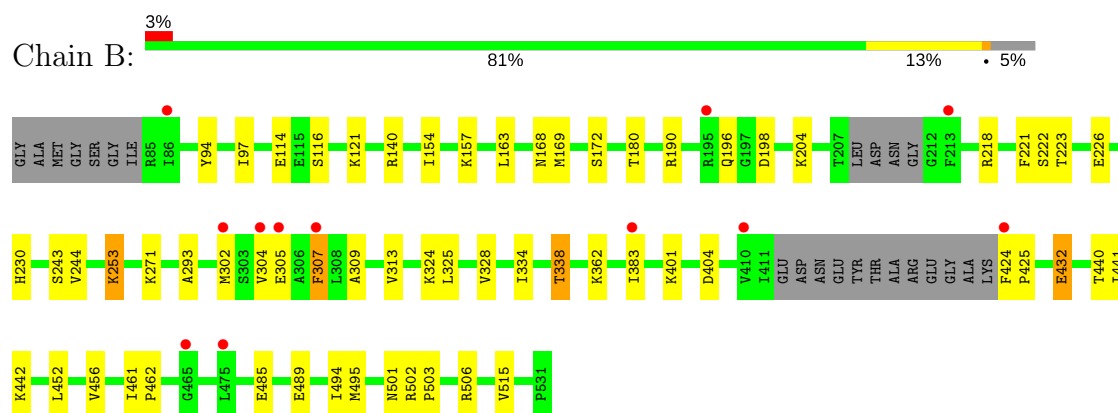 3%
Chain B:
81% 13% • 5%
GLY ALA MET GLY SER GLY ILE R85 I86 Y94 I97 E114 E115 S116 K121 R140 I154 K157 L163 N168 M169 S172 T180 R190 R195 Q196 G197 D198 K204 T207 LEU ASP ASN GLY G212 F213 R218 F221 S222 T223 E226
H230 S243 V244 K253 K271 A293 M302 S303 V304 E305 A306 F307 L308 A309 V313 K324 L325 V328 I334 T338 K362 I383 K401 D404 V410 I411 GLU ASP ASN GLU TYR THR ALA ARG GLU GLY ALA LYS F424 P425 E432 T440 I441
K442 L452 V456 I461 P462 G465 L475 E485 E489 I494 M495 N501 R502 P503 R506 V515 P531